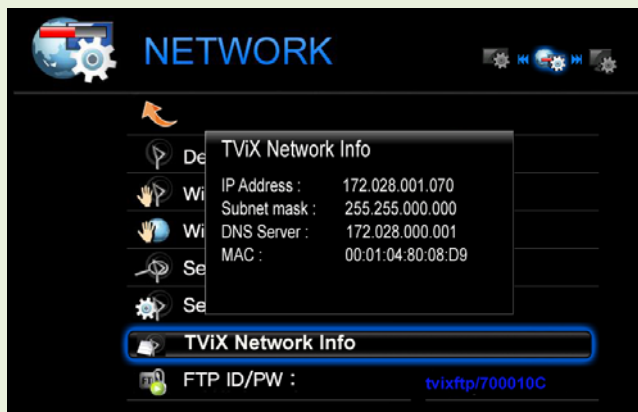 NETWORK
TViX Network Info
De
IP Address : 172.028.001.070
Wi
Subnet mask : 255.255.000.000
Wi
DNS Server : 172.028.000.001
MAC : 00:01:04:80:08:D9
Se
Se
TViX Network Info
FTP ID/PW : tvixftp/700010C